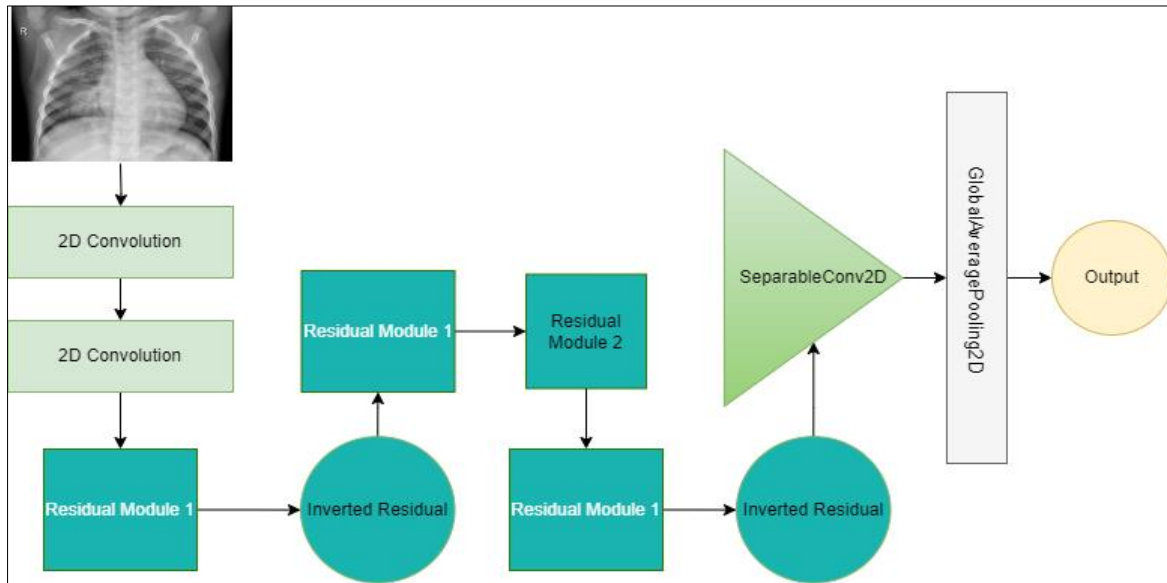 R
2D Convolution
2D Convolution
Residual Module 1
Inverted Residual
Residual Module 1
Residual
Module 2
Residual Module 1
Inverted Residual
SeparableConv2D
GlobalAveragePooling2D
Output